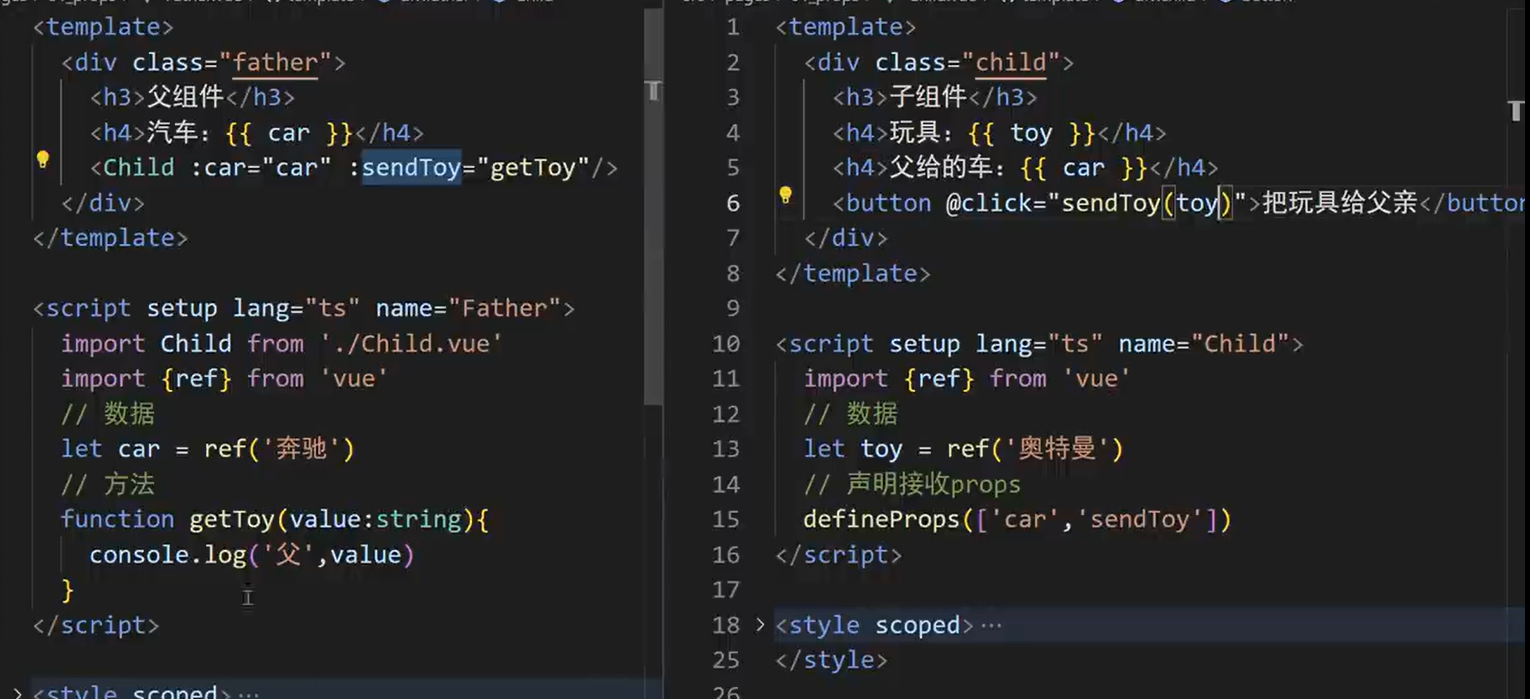 <template>
<div class="father">
<h3>父组件</h3>
<h4>汽车：{{ car }}</h4>
<Child :car="car" :sendToy="getToy"/>
</div>
</template>
<script setup lang="ts" name="Father">
import Child from './Child.vue'
import {ref} from 'vue'
// 数据
let car = ref('奔驰')
// 方法
function getToy(value:string){
console.log('父',value)
}
</script>
<style scoped>···
1 <template>
2 <div class="child">
3 <h3>子组件</h3>
4 <h4>玩具：{{ toy }}</h4>
5 <h4>父给的车：{{ car }}</h4>
6 <button @click="sendToy(toy)">把玩具给父亲</button
7 </div>
8 </template>
9
10 <script setup lang="ts" name="Child">
11 import {ref} from 'vue'
12 // 数据
13 let toy = ref('奥特曼')
14 // 声明接收props
15 defineProps(['car','sendToy'])
16 </script>
17
18 <style scoped>···
25 </style>
26